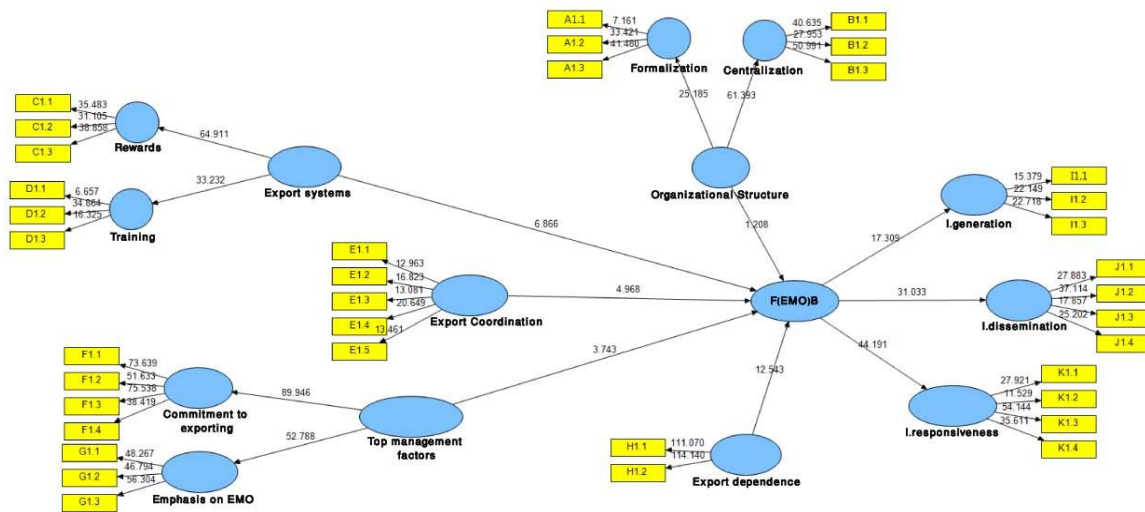 A1.1
7.161
A1.2
33.421
A1.3
41.480
Formalization
40.635
B1.1
27.953
B1.2
50.991
B1.3
Centralization
25.185
61.393
Organizational Structure
1.208
C1.1
35.483
C1.2
31.105
C1.3
38.858
Rewards
64.911
D1.1
6.657
D1.2
34.864
D1.3
16.325
Training
33.232
Export systems
6.866
E1.1
12.963
E1.2
16.823
E1.3
13.081
E1.4
20.649
E1.5
13.461
Export Coordination
4.968
F(EMO)B
17.309
I.generation
15.379
I1.1
22.149
I1.2
22.718
I1.3
31.033
I.dissemination
27.883
J1.1
37.114
J1.2
17.857
J1.3
25.202
J1.4
44.191
I.responsiveness
27.921
K1.1
11.529
K1.2
54.144
K1.3
35.611
K1.4
F1.1
73.639
F1.2
51.633
F1.3
75.538
F1.4
38.419
Commitment to
exporting
89.946
G1.1
48.267
G1.2
46.794
G1.3
56.304
Emphasis on EMO
52.788
Top management
factors
3.743
12.543
H1.1
111.070
H1.2
114.140
Export dependence